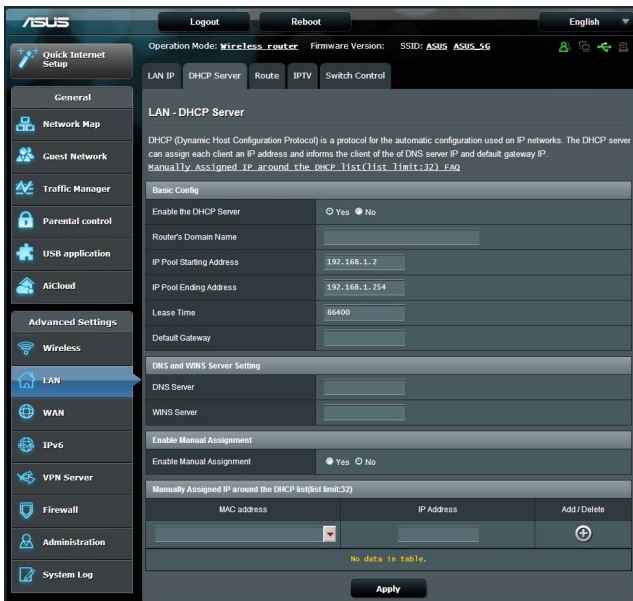 ASUS
Logout
Reboot
English
Quick Internet Setup
Operation Mode: Wireless router Firmware Version: SSID: ASUS ASUS_5G
LAN IP DHCP Server Route IPTV Switch Control
General
Network Map
Guest Network
Traffic Manager
Parental control
USB application
AiCloud
Advanced Settings
Wireless
LAN
WAN
IPv6
VPN Server
Firewall
Administration
System Log
LAN - DHCP Server
DHCP (Dynamic Host Configuration Protocol) is a protocol for the automatic configuration used on IP networks. The DHCP server
can assign each client an IP address and informs the client of the of DNS server IP and default gateway IP.
Manually Assigned IP around the DHCP list(list limit:32) FAQ
Basic Config
Enable the DHCP Server Yes No
Router's Domain Name
IP Pool Starting Address 192.168.1.2
IP Pool Ending Address 192.168.1.254
Lease Time 86400
Default Gateway
DNS and WINS Server Setting
DNS Server
WINS Server
Enable Manual Assignment
Enable Manual Assignment Yes No
Manually Assigned IP around the DHCP list(list limit:32)
MAC address IP Address Add / Delete
No data in table.
Apply